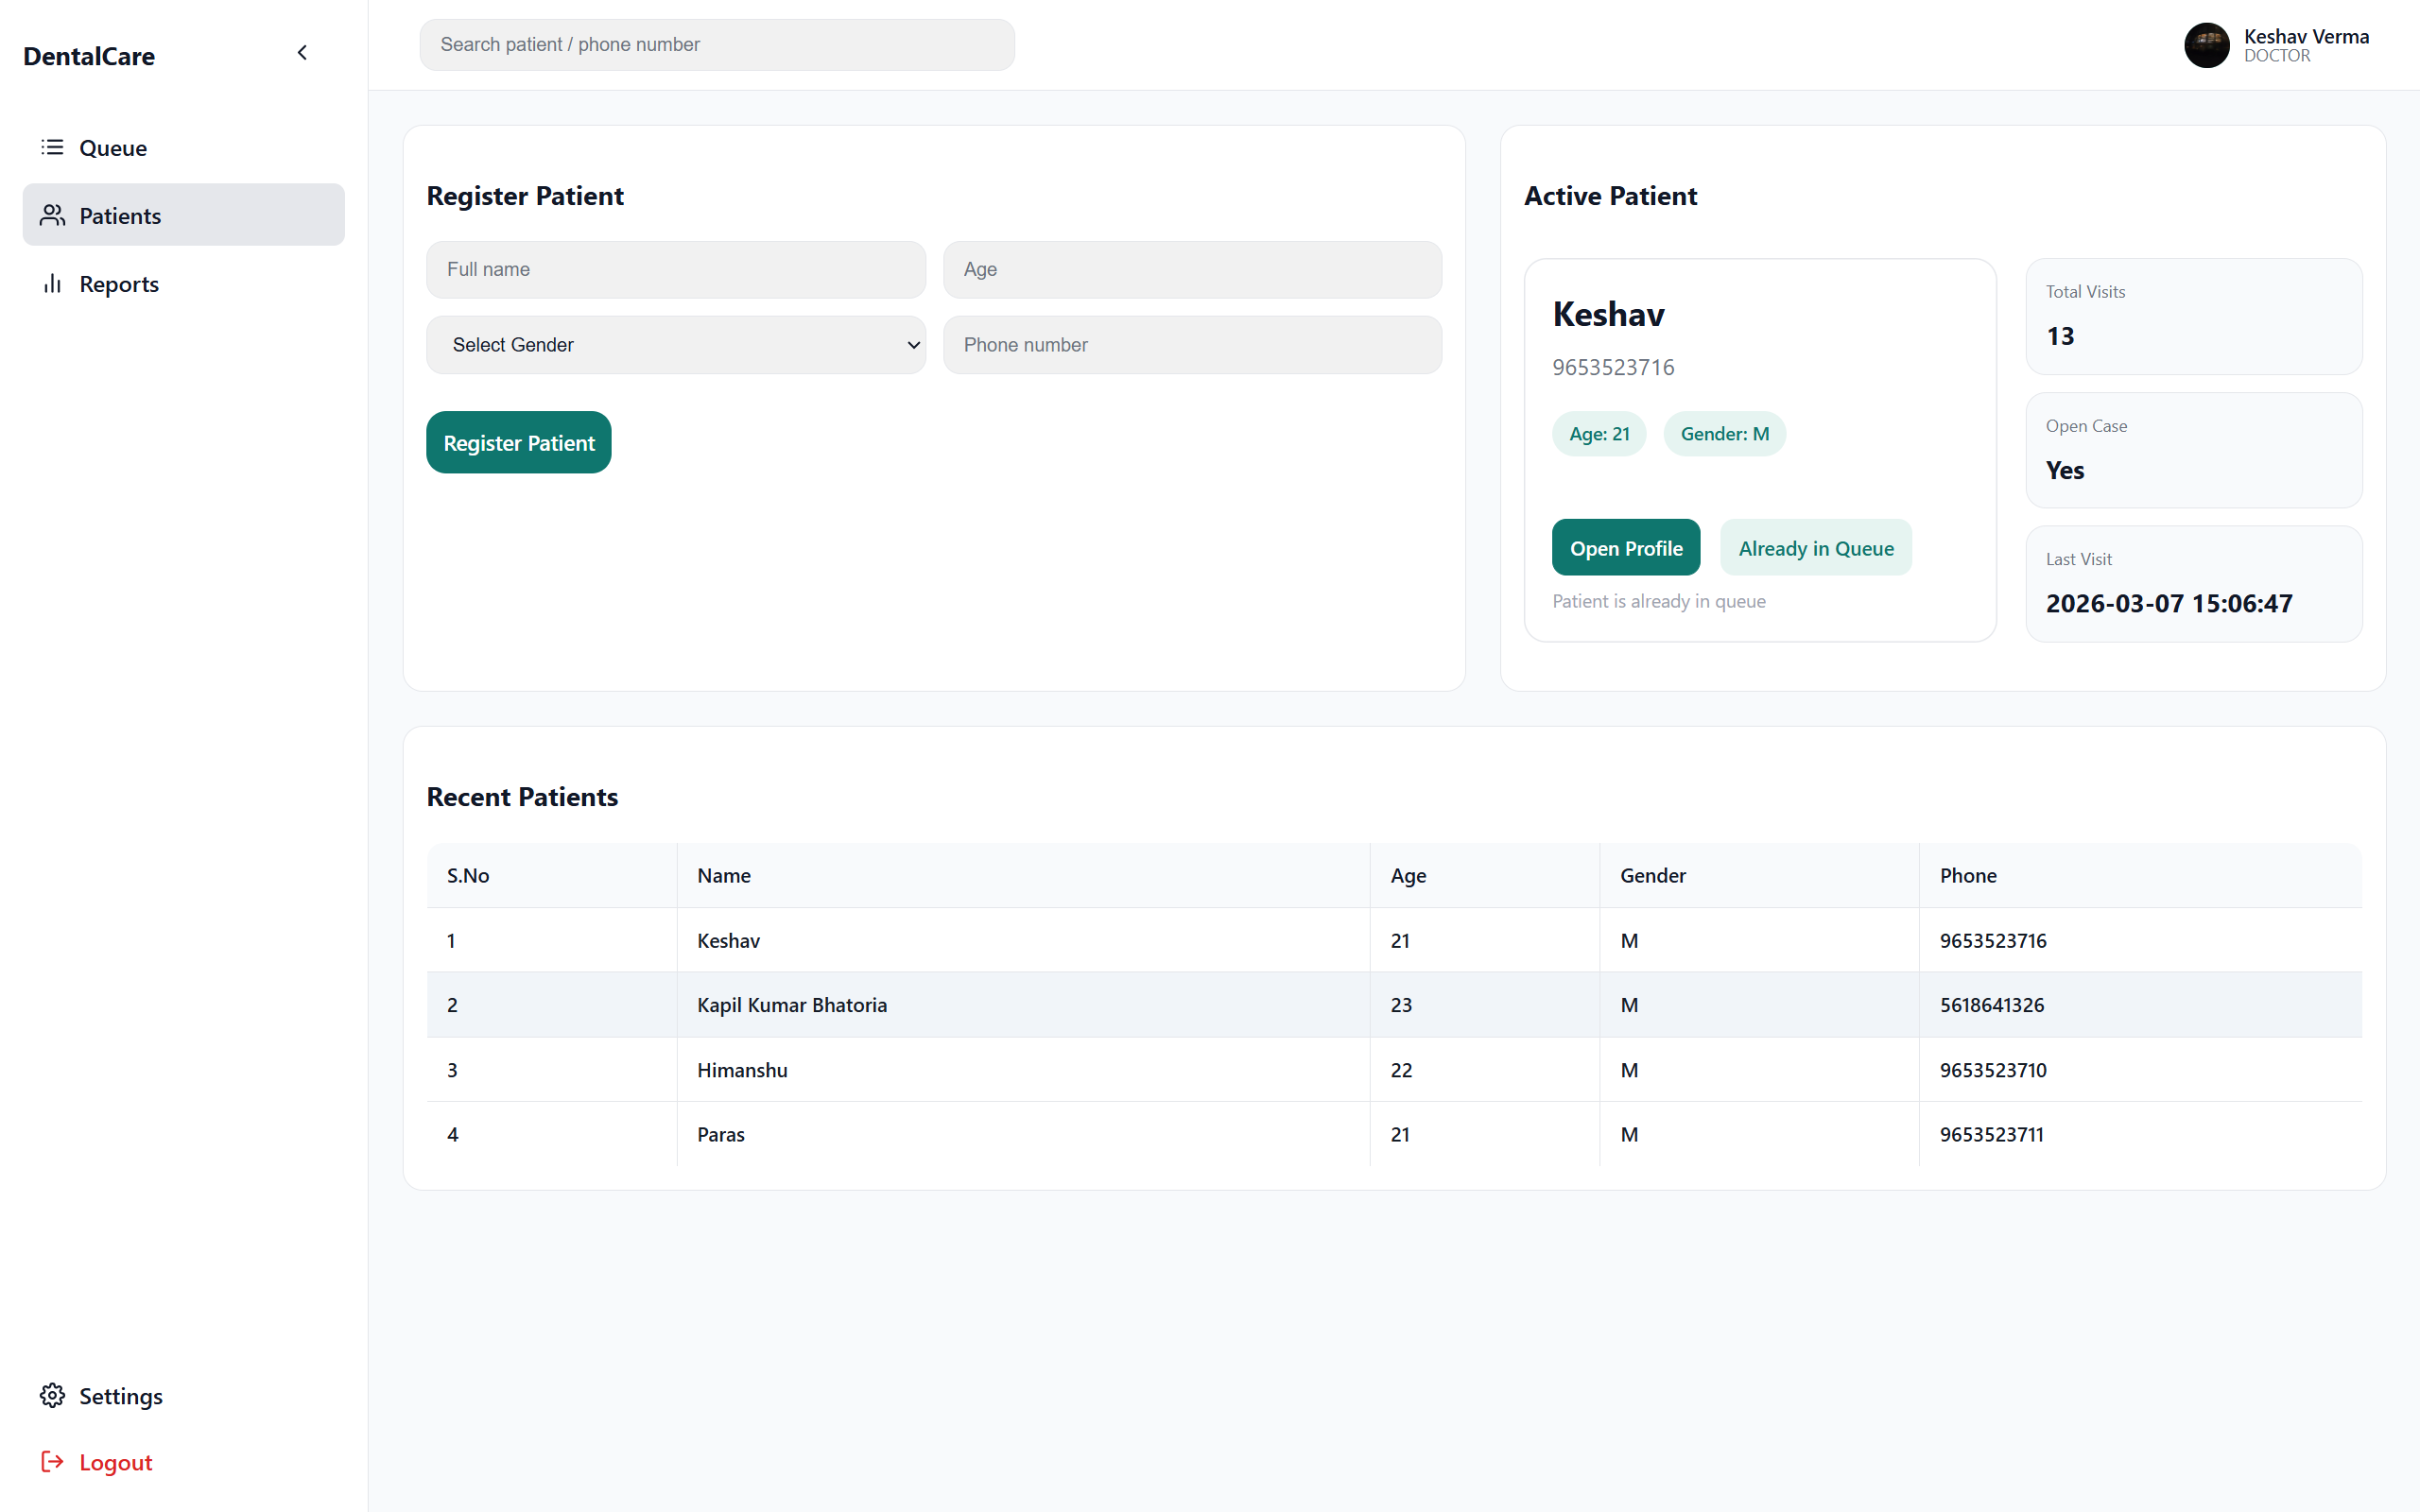 DentalCare
Queue
Patients
Reports
Settings
Logout
Search patient / phone number
Keshav Verma
DOCTOR
Register Patient
Full name
Age
Select Gender
Phone number
Register Patient
Active Patient
Keshav
9653523716
Age: 21
Gender: M
Open Profile
Already in Queue
Patient is already in queue
Total Visits
13
Open Case
Yes
Last Visit
2026-03-07 15:06:47
Recent Patients
S.No Name Age Gender Phone
1 Keshav 21 M 9653523716
2 Kapil Kumar Bhatoria 23 M 5618641326
3 Himanshu 22 M 9653523710
4 Paras 21 M 9653523711